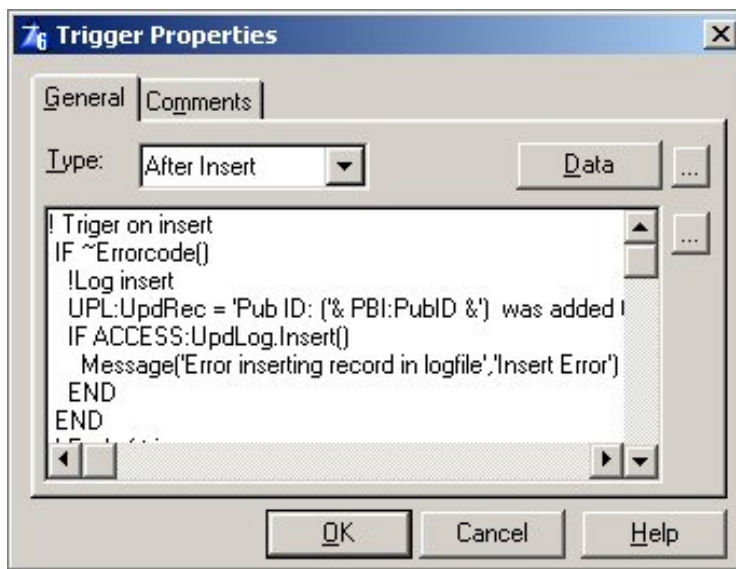 76 Trigger Properties
General Comments
Type: After Insert Data ...
! Triger on insert
IF ~Errorcode()
!Log insert
UPL:UpdRec = 'Pub ID: ('& PBI:PubID &') was added
IF ACCESS:UpdLog.Insert()
Message('Error inserting record in logfile','Insert Error')
END
END
...
OK Cancel Help